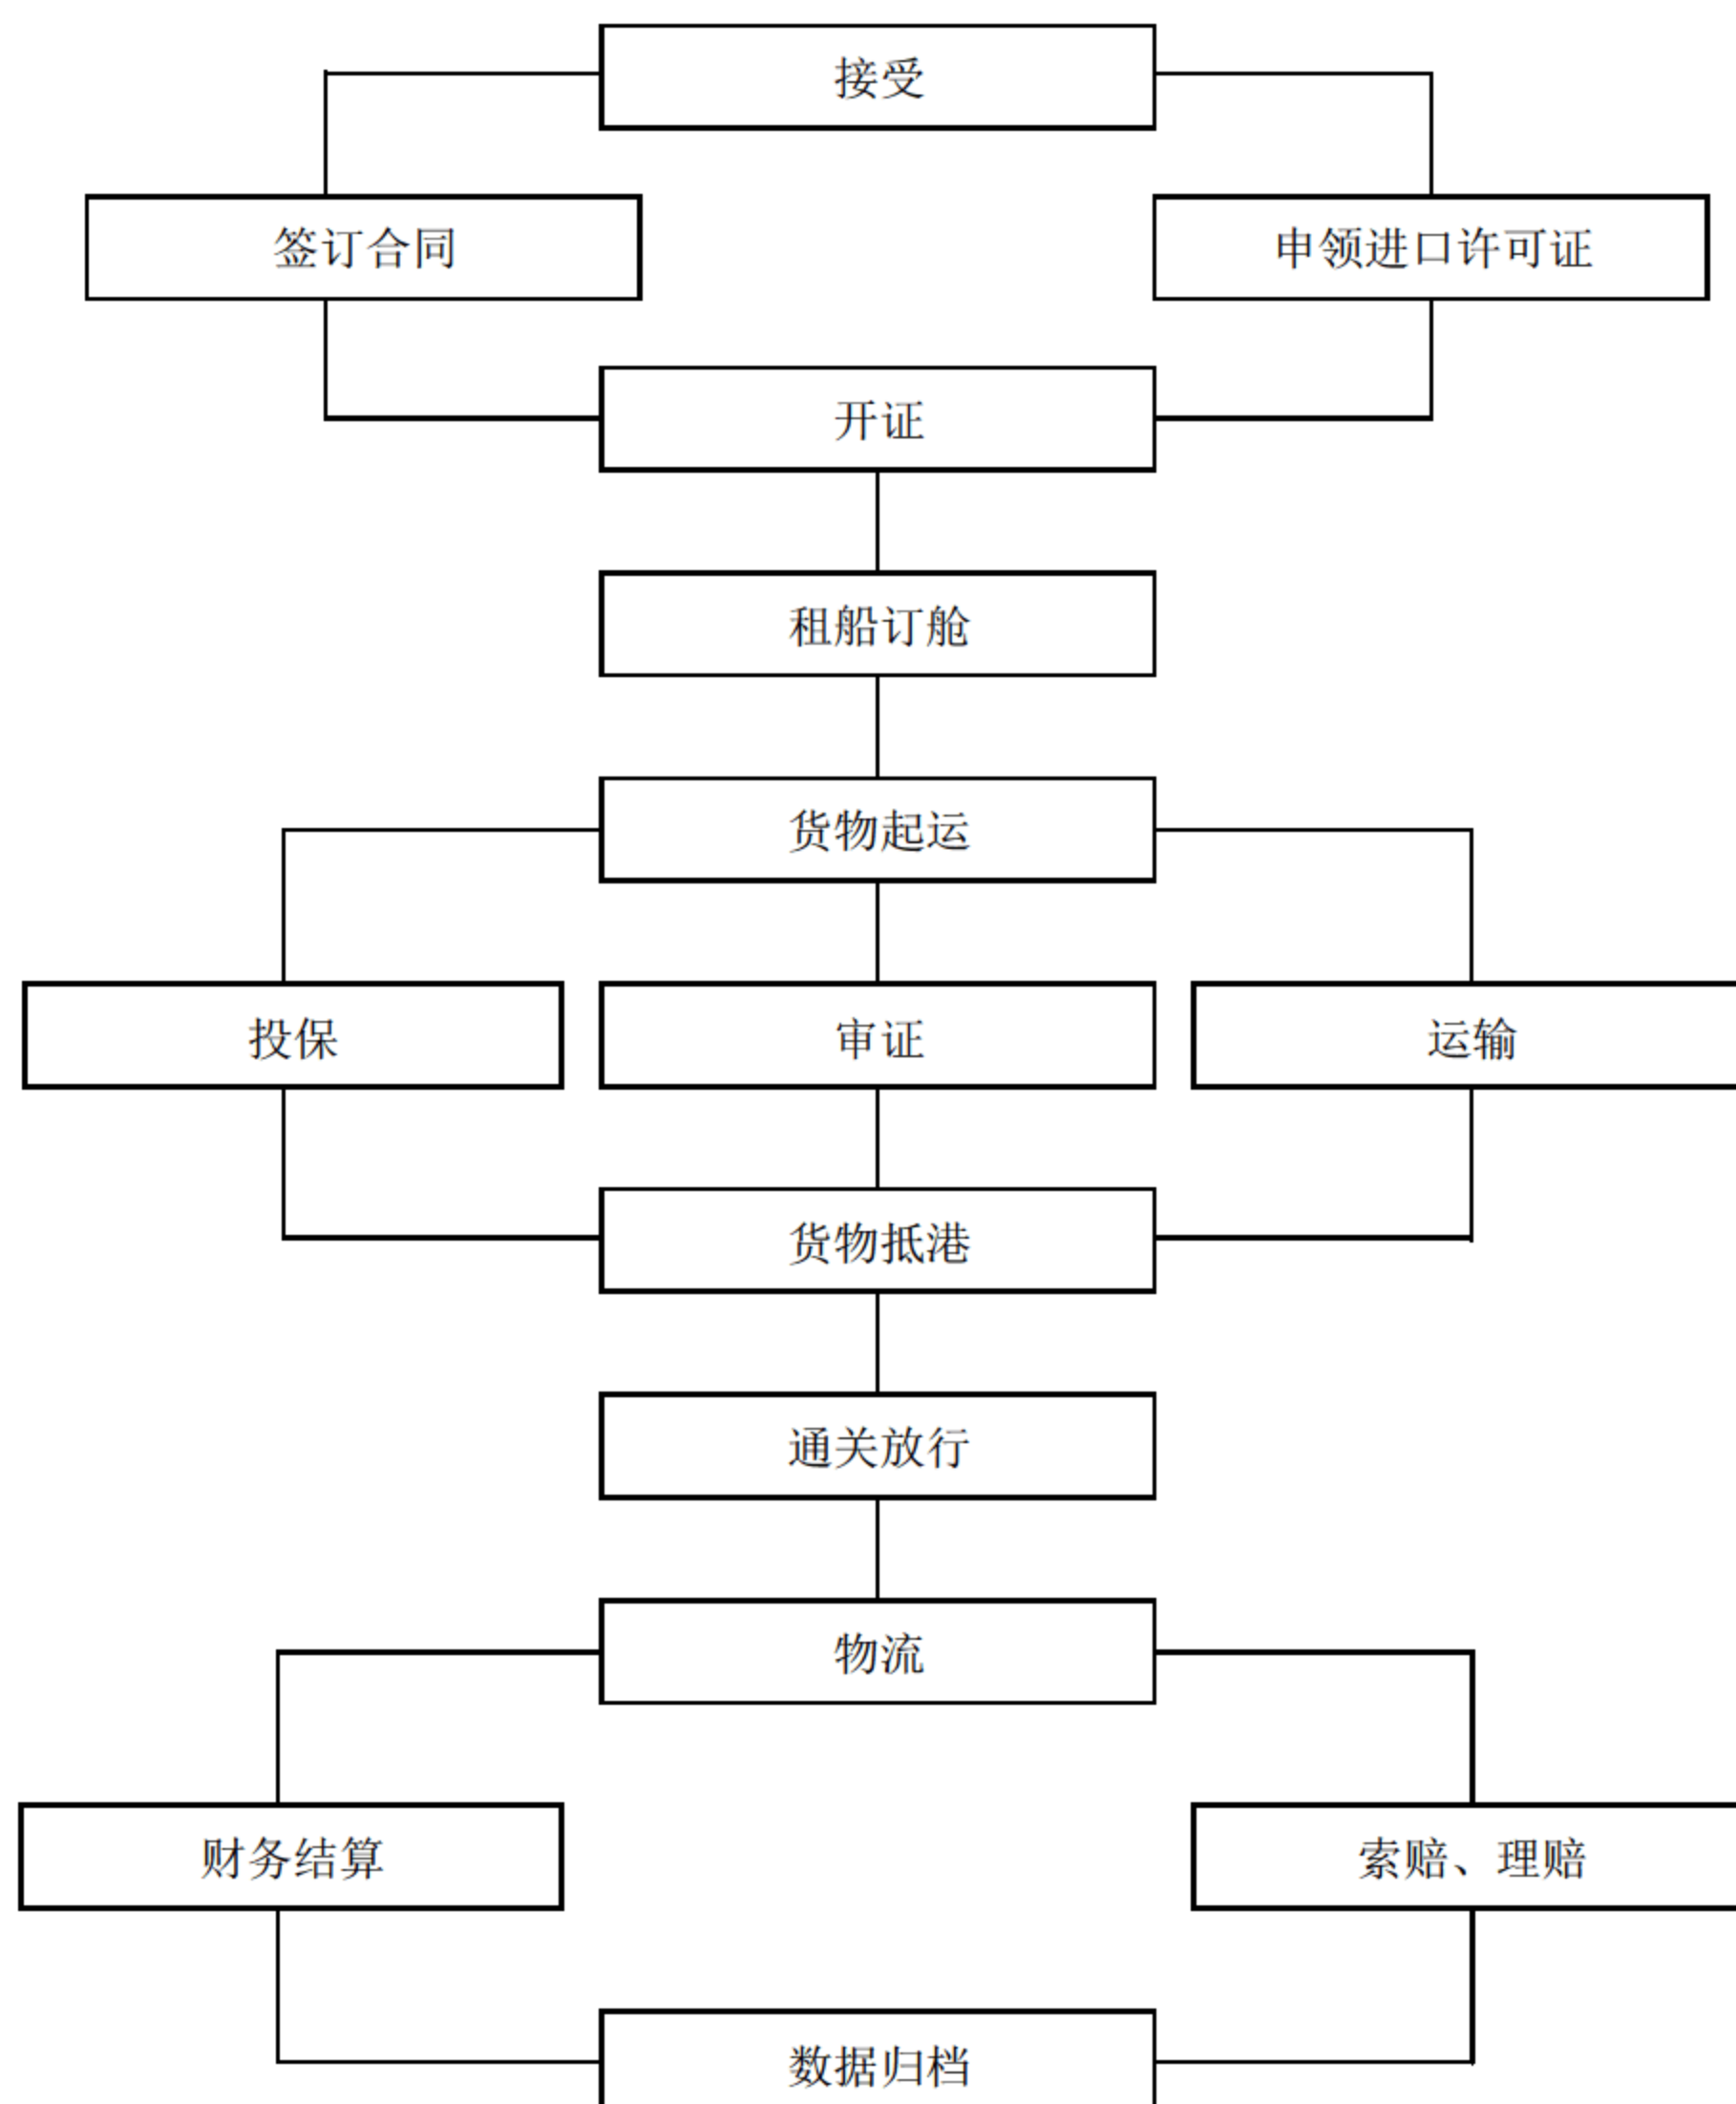 接受
签订合同
申领进口许可证
开证
租船订舱
货物起运
投保
审证
运输
货物抵港
通关放行
物流
财务结算
索赔、理赔
数据归档